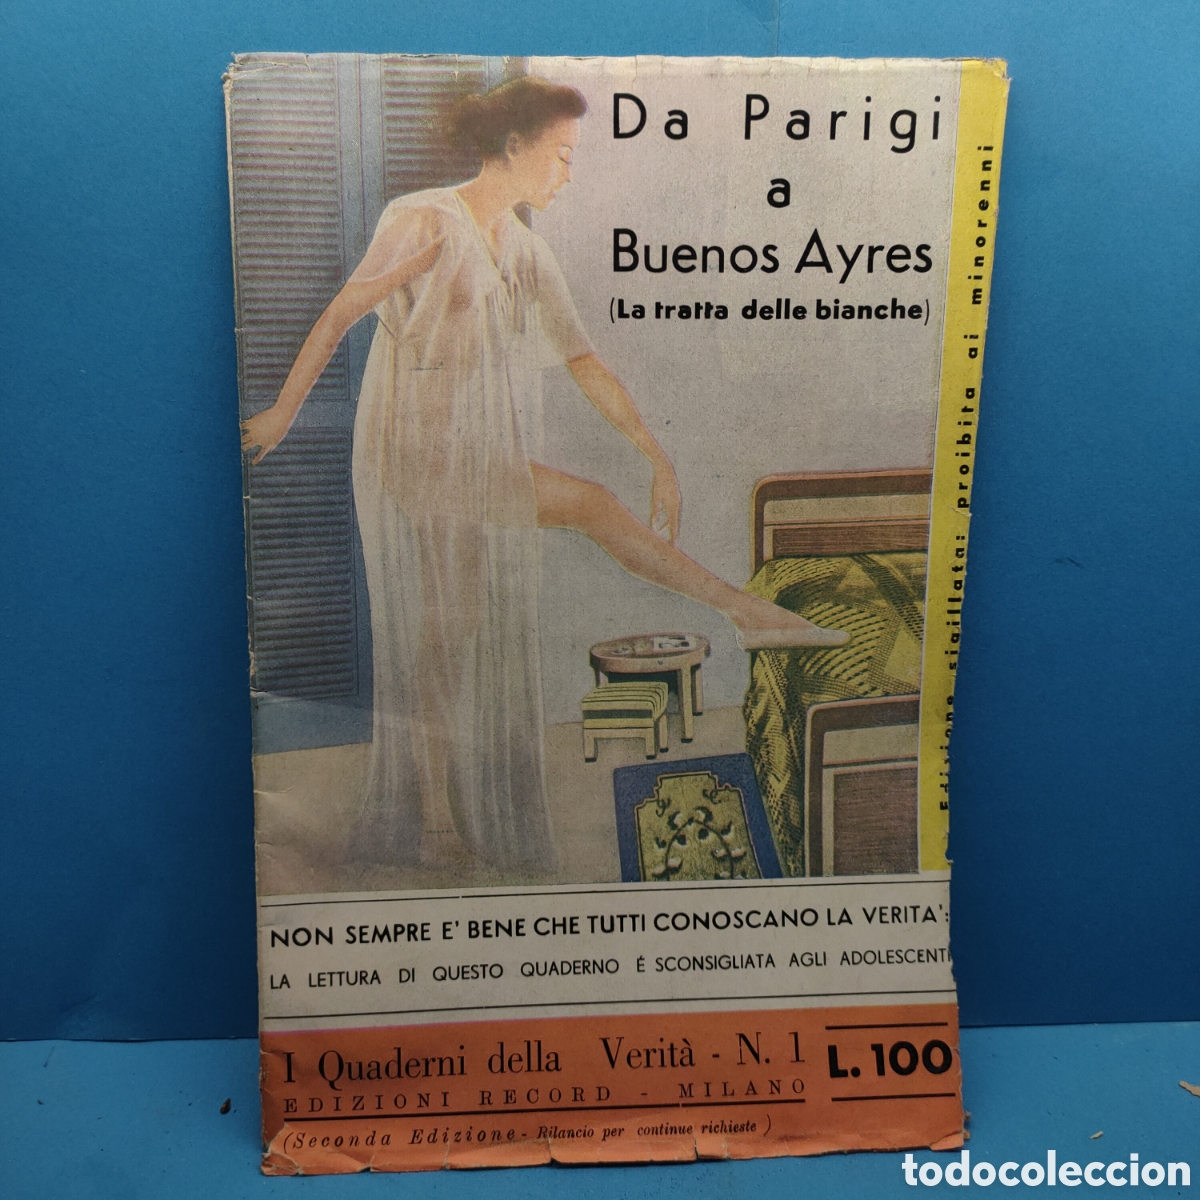 Da Parigi
a
Buenos Ayres
(La tratta delle bianche)
Edizione sigillata: proibita ai minorenni
NON SEMPRE E' BENE CHE TUTTI CONOSCANO LA VERITA':
LA LETTURA DI QUESTO QUADERNO É SCONSIGLIATA AGLI ADOLESCENTI
I Quaderni della Verità - N. 1
L. 100
EDIZIONI RECORD - MILANO
(Seconda Edizione - Rilancio per continue richieste)
todocoleccion